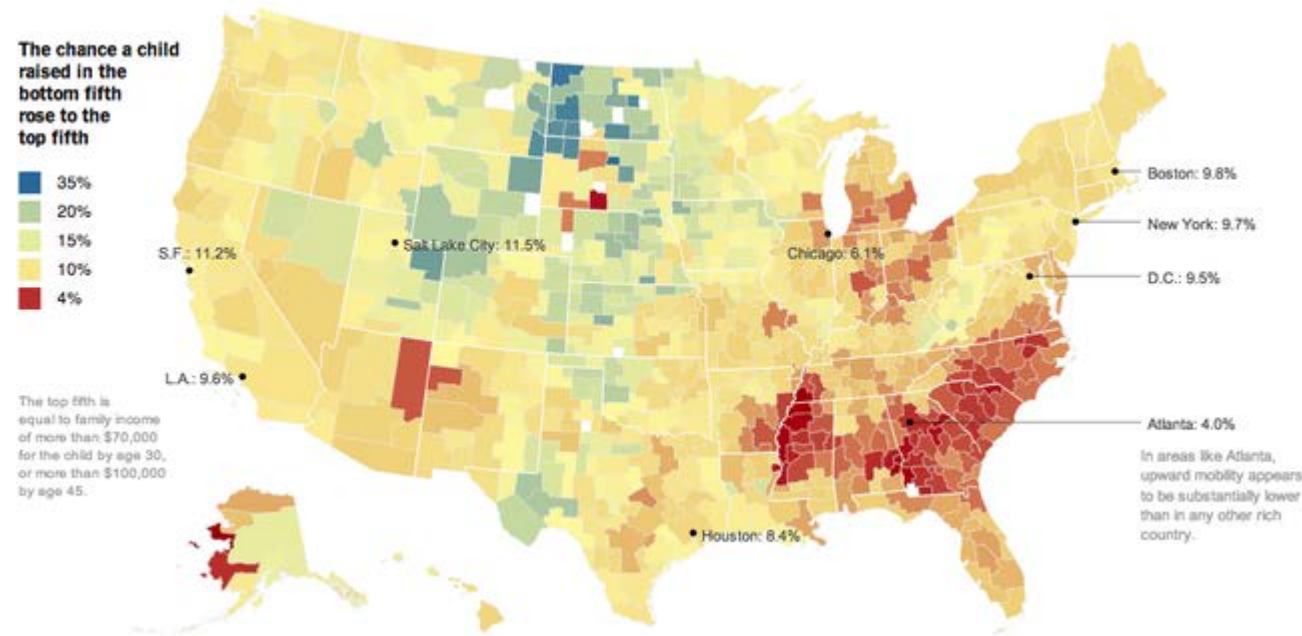 The chance a child
raised in the
bottom fifth
rose to the
top fifth
35%
20%
15%
10%
4%
S.F.: 11.2%
Salt Lake City: 11.5%
L.A.: 9.6%
Chicago: 6.1%
Houston: 8.4%
Boston: 9.8%
New York: 9.7%
D.C.: 9.5%
Atlanta: 4.0%
In areas like Atlanta,
upward mobility appears
to be substantially lower
than in any other rich
country.
The top fifth is
equal to family income
of more than $70,000
for the child by age 30,
or more than $100,000
by age 45.